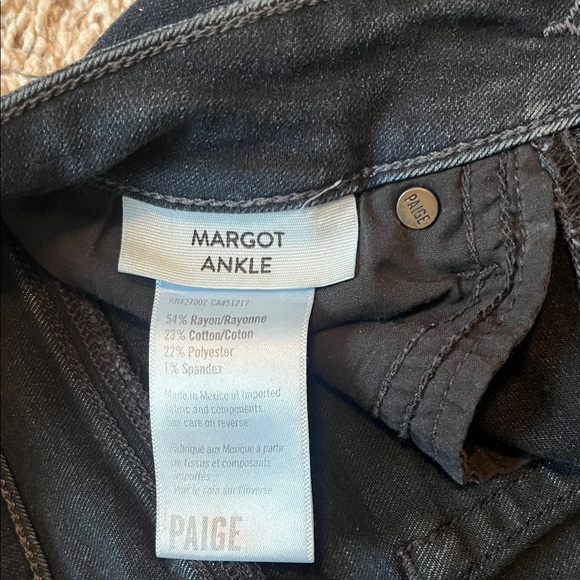 MARGOT
ANKLE
PAIGE
RN#27002 CA#51217
54% Rayon/Rayonne
23% Cotton/Coton
22% Polyester
1% Spandex
Made in Mexico of imported
fabric and components.
See care on reverse.
Fabriqué aux Mexique à partir
de tissus et composants
importés
Voir le soin sur l'inverse
PAIGE